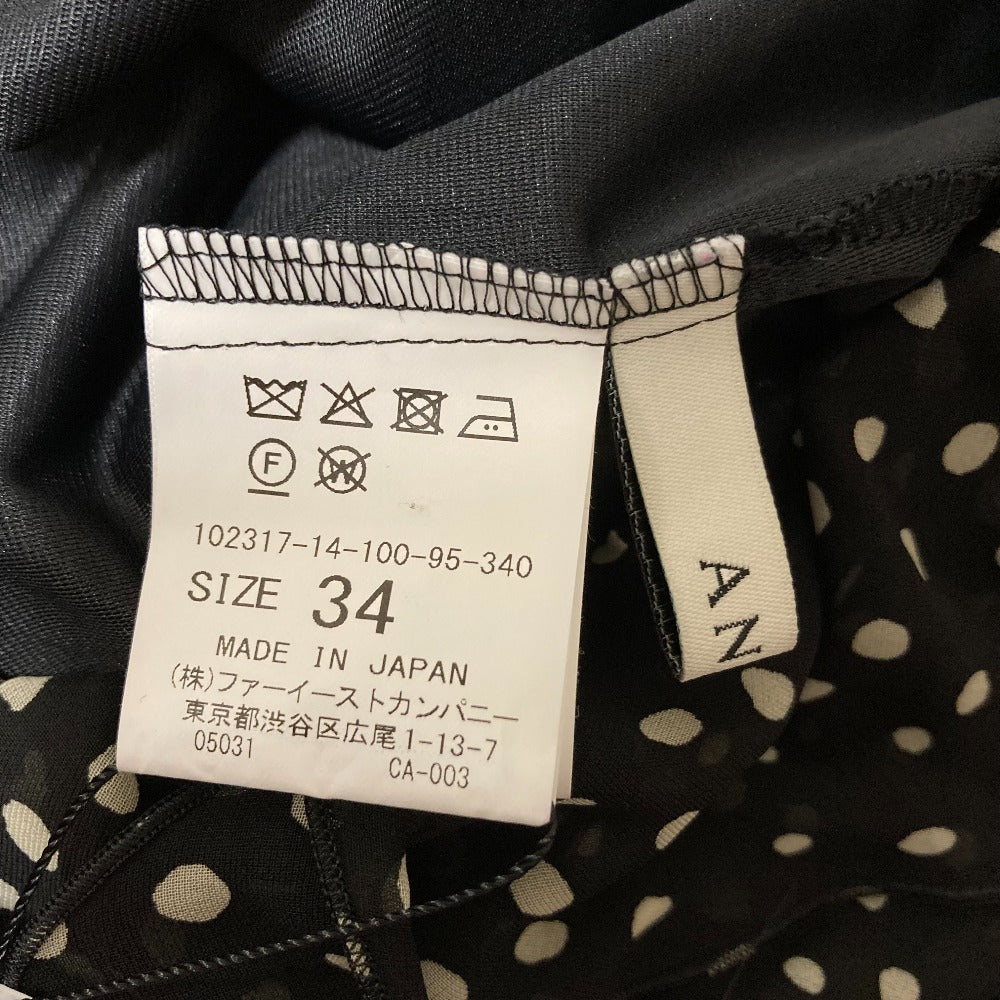 F
W
102317-14-100-95-340
SIZE 34
MADE IN JAPAN
(株)ファーイーストカンパニー
東京都渋谷区広尾1-13-7
05031 CA-003
AN